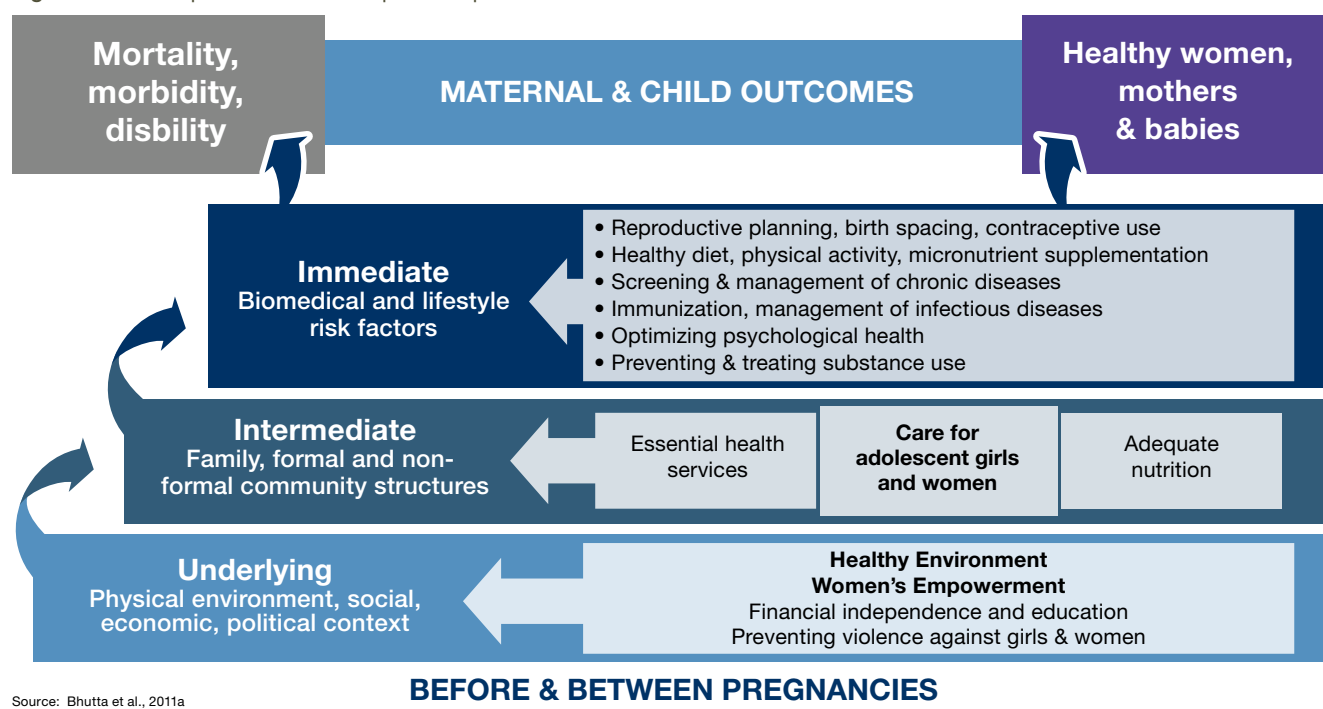 Mortality,
morbidity,
disbility
MATERNAL & CHILD OUTCOMES
Healthy women,
mothers
& babies
Immediate
Biomedical and lifestyle
risk factors
• Reproductive planning, birth spacing, contraceptive use
• Healthy diet, physical activity, micronutrient supplementation
• Screening & management of chronic diseases
• Immunization, management of infectious diseases
• Optimizing psychological health
• Preventing & treating substance use
Intermediate
Family, formal and non-
formal community structures
Essential health
services
Care for
adolescent girls
and women
Adequate
nutrition
Underlying
Physical environment, social,
economic, political context
Healthy Environment
Women's Empowerment
Financial independence and education
Preventing violence against girls & women
BEFORE & BETWEEN PREGNANCIES
Source: Bhutta et al., 2011a